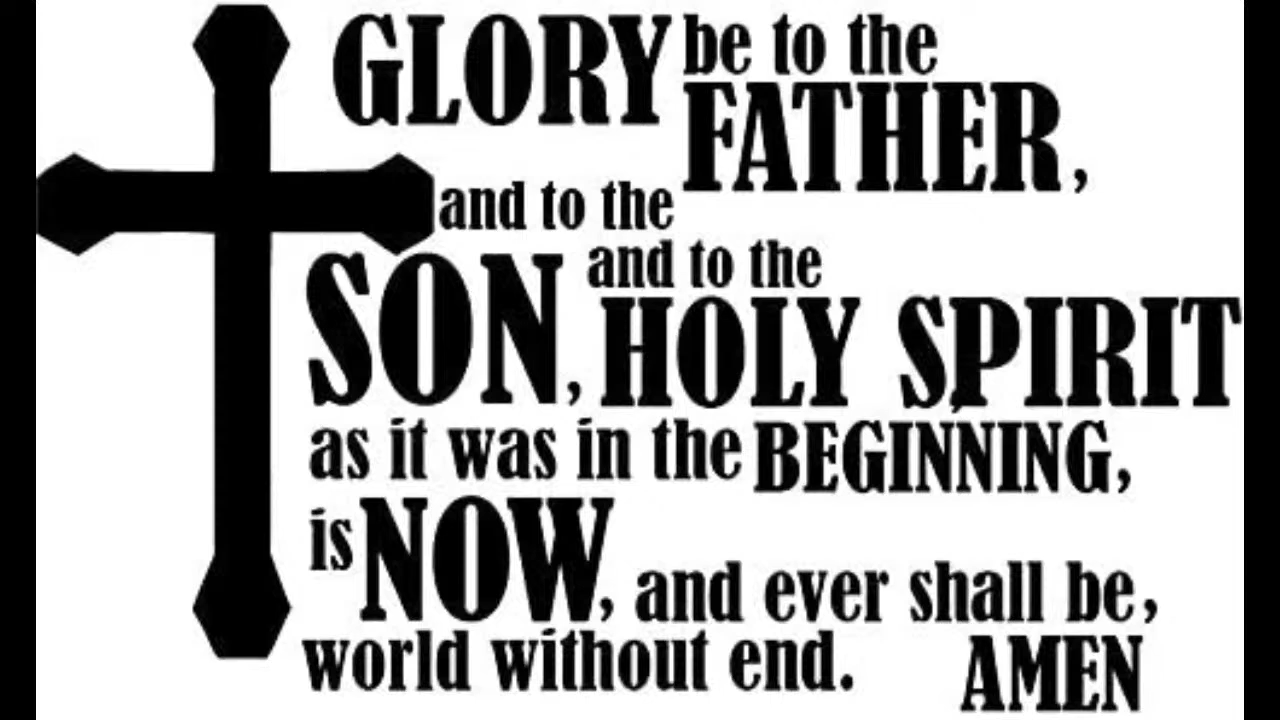 GLORY be to the
FATHER,
and to the
SON, and to the
HOLY SPIRIT,
as it was in the BEGINNING,
is NOW, and ever shall be,
world without end. AMEN